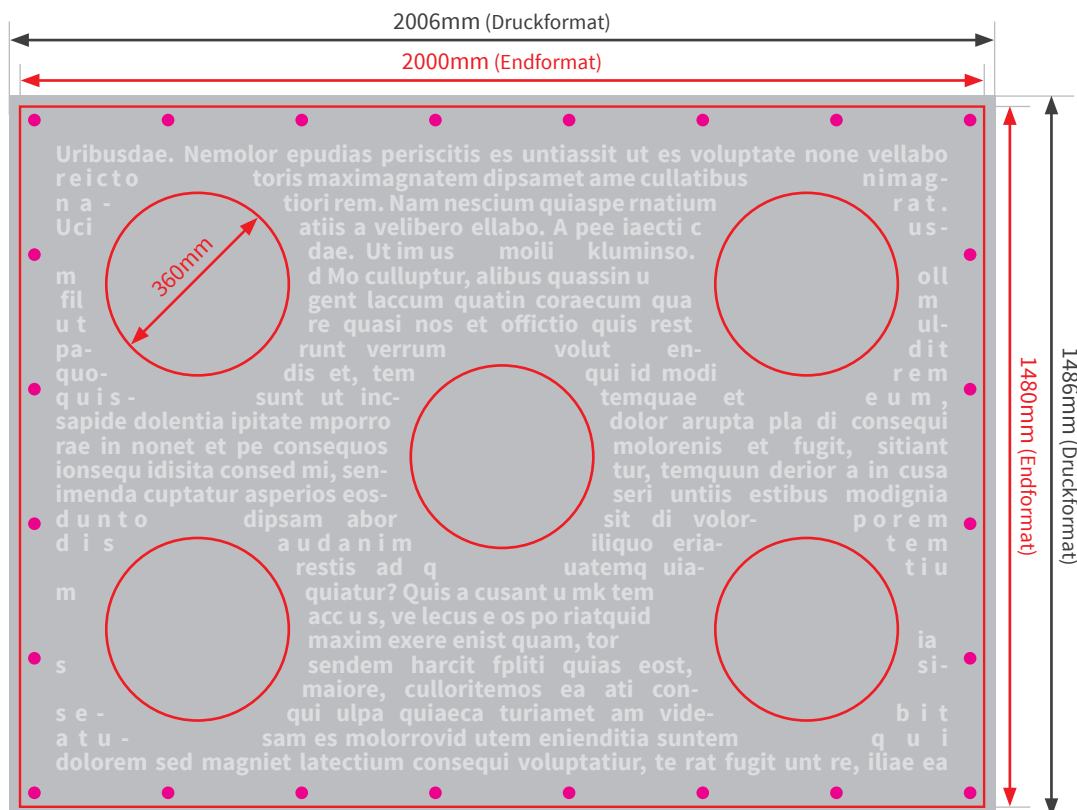 2006mm (Druckformat)
2000mm (Endformat)
Uribusdae. Nemolor epudias periscitis es untiassit ut es voluptate none vellabo
reicto toris maximagnatem dipsamet ame cullatibus nimag-
na- tiori rem. Nam nescium quiaspe rnatium rat.
Uci atiis a velibero ellabo. A pee iaecti c us-
dae. Ut im us moili kluminso.
m d Mo culluptur, alibus quassin u oll
fil gent laccum quatin coraecum qua m
ut re quasi nos et offictio quis rest ul-
pa- runt verrum volut en- dit
quo- dis et, tem qui id modi rem
quis- sunt ut inc- temquae et eum,
sapide dolentia ipitate mporro dolor arupta pla di consequi
rae in nonet et pe consequos molorenis et fugit, sitiant
ionsequ idisita consed mi, sen- tur, temquun derior a in cusa
imenda cuptatur asperios eos- seri untiis estibus modignia
dunto dipsam abor sit di volor- porem
dis audanim iliquo eria- tem
restis ad q uatemq uia- tiu
m quiatur? Quis a cusant u mk tem
acc u s, ve lecus e os po riatquid
maxim exere enist quam, tor ia
s sendem harcit fpliti quias eost, si-
maiore, culloritemos ea ati con-
se- qui ulpa quiaeca turiamet am vide- bit
atu- sam es molorrovid utem enienditia suntem qui
dolorem sed magniet latectium consequi voluptatiur, te rat fugit unt re, iliae ea
360mm
1480mm (Endformat)
1486mm (Druckformat)